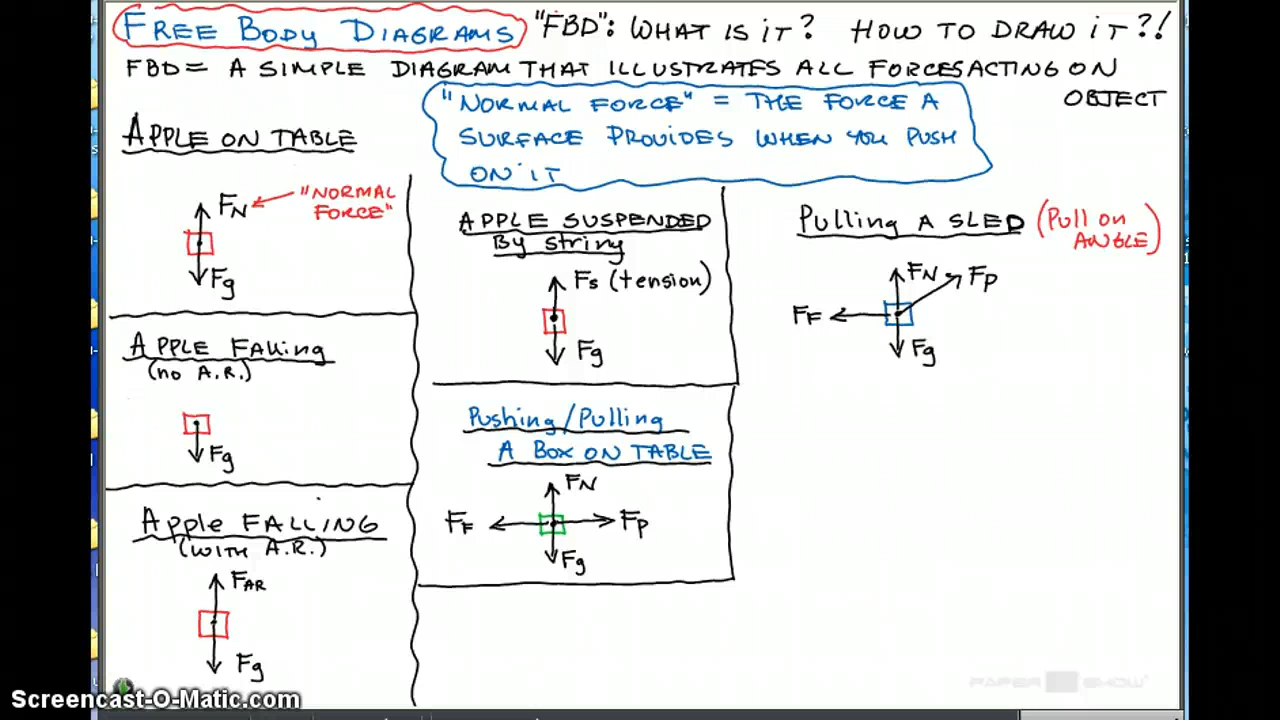 FREE BODY DIAGRAMS "FBD": WHAT IS IT? HOW TO DRAW IT?!
FBD = A SIMPLE DIAGRAM THAT ILLUSTRATES ALL FORCES ACTING ON
OBJECT
"NORMAL FORCE" = THE FORCE A
SURFACE PROVIDES WHEN YOU PUSH
ON IT
APPLE ON TABLE
FN
"NORMAL
FORCE"
Fg
APPLE FAlling
(no A.R.)
Fg
Apple FALLING
(WITH A.R.)
FAR
Fg
APPLE SUSPENDED
By string
Fs (tension)
Fg
Pushing/Pulling
A BOX ON TABLE
FN
FF
Fp
Fg
Pulling A SLED (Pull on
ANGLE)
FN
Fp
FF
Fg
PAPER SHOW
Screencast-O-Matic.com